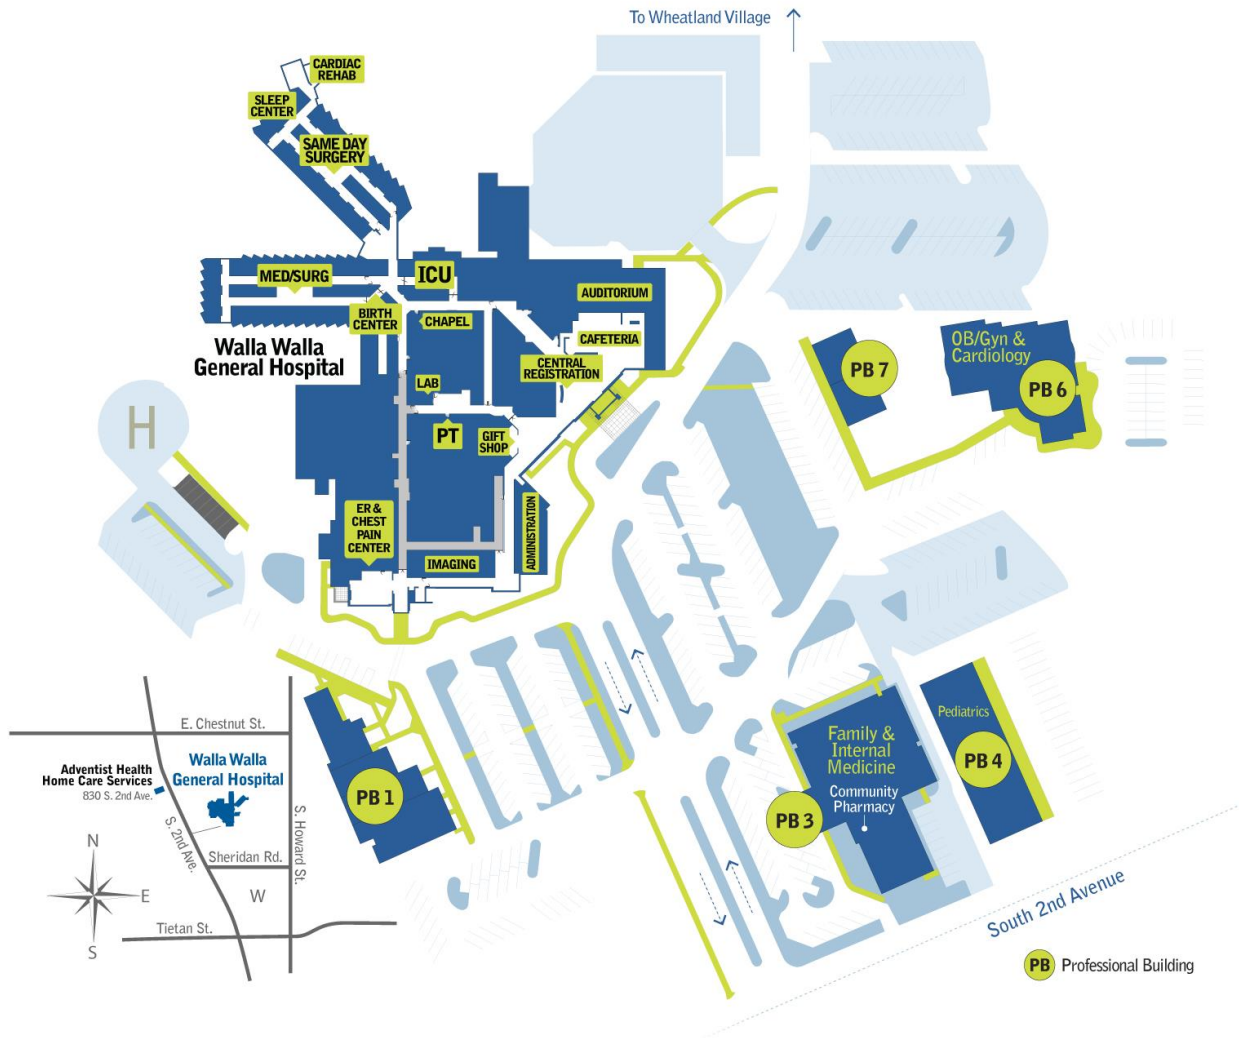 To Wheatland Village
CARDIAC
REHAB
SLEEP
CENTER
SAME DAY
SURGERY
MED/SURG
ICU
AUDITORIUM
BIRTH
CENTER
CHAPEL
CAFETERIA
Walla Walla
General Hospital
CENTRAL
REGISTRATION
LAB
PT
GIFT
SHOP
ER &
CHEST
PAIN
CENTER
IMAGING
ADMINISTRATION
H
PB 7
OB/Gyn &
Cardiology
PB 6
PB 1
Family &
Internal
Medicine
Community
Pharmacy
PB 3
Pediatrics
PB 4
South 2nd Avenue
PB Professional Building
E. Chestnut St.
Walla Walla
General Hospital
Adventist Health
Home Care Services
830 S. 2nd Ave.
S. 2nd Ave.
S. Howard St.
Sheridan Rd.
Tietan St.
N
E
W
S